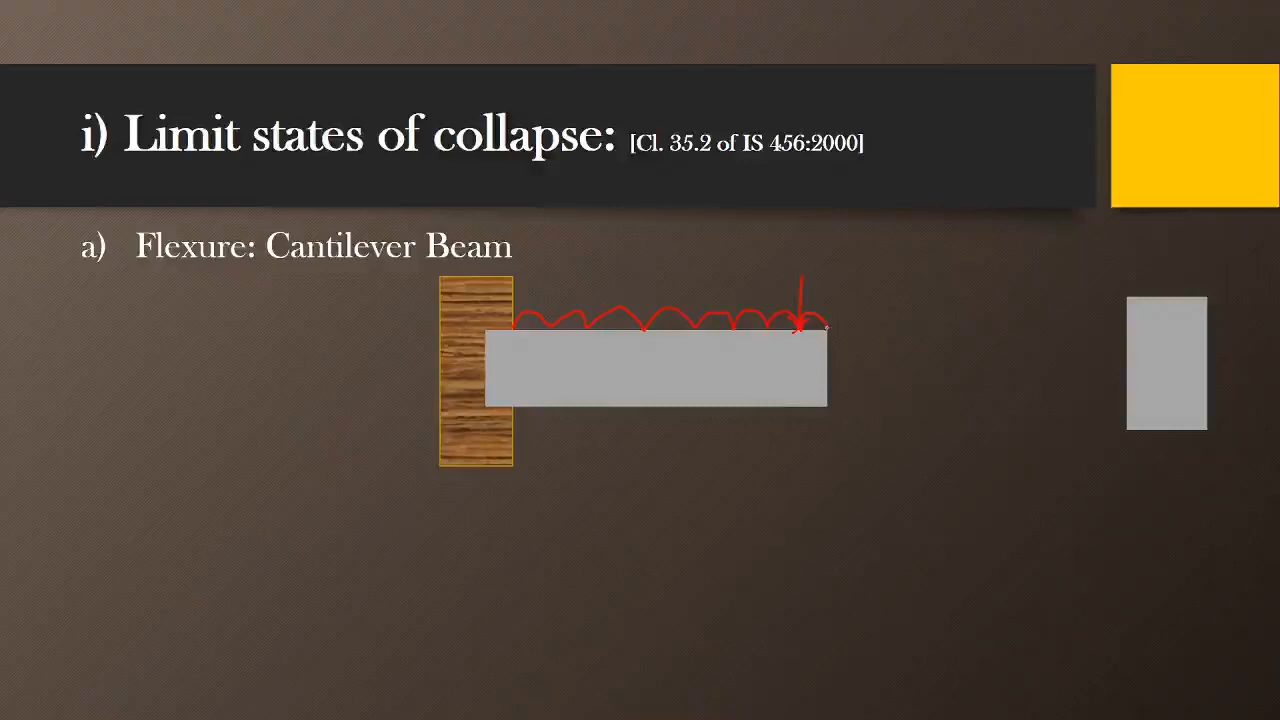 i) Limit states of collapse: [Cl. 35.2 of IS 456:2000]
a) Flexure: Cantilever Beam